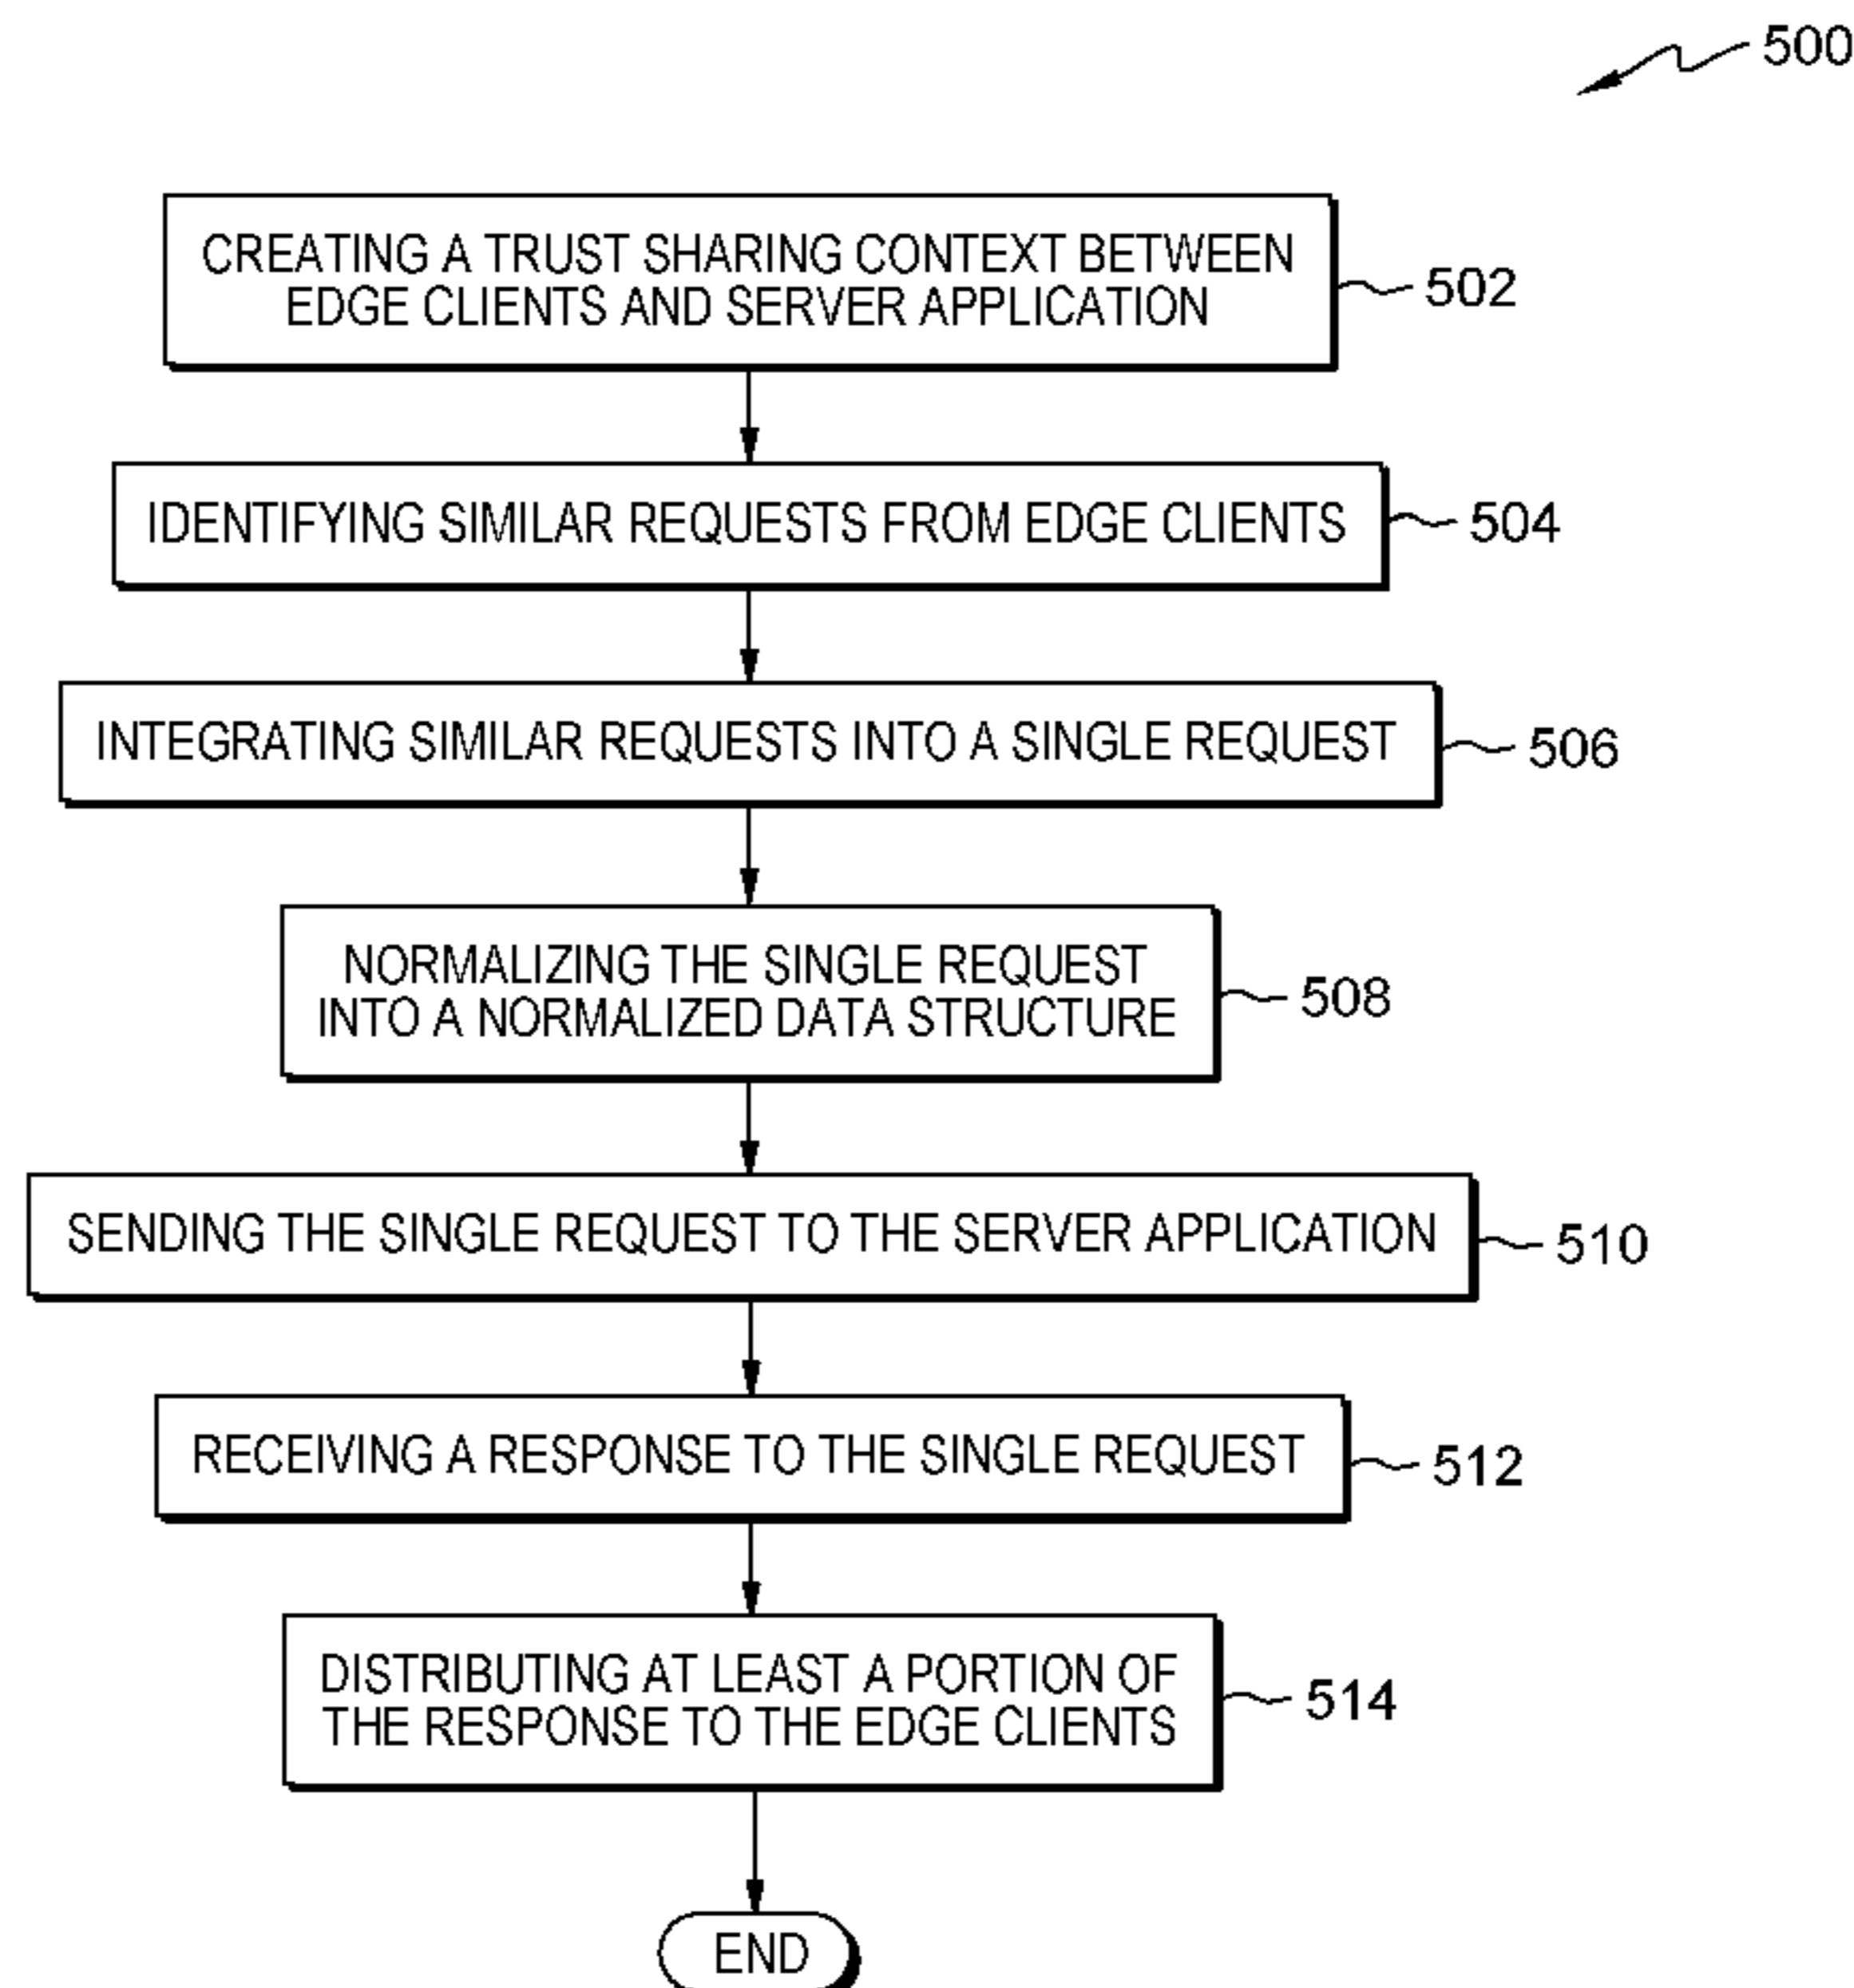 500
CREATING A TRUST SHARING CONTEXT BETWEEN
EDGE CLIENTS AND SERVER APPLICATION
502
IDENTIFYING SIMILAR REQUESTS FROM EDGE CLIENTS
504
INTEGRATING SIMILAR REQUESTS INTO A SINGLE REQUEST
506
NORMALIZING THE SINGLE REQUEST
INTO A NORMALIZED DATA STRUCTURE
508
SENDING THE SINGLE REQUEST TO THE SERVER APPLICATION
510
RECEIVING A RESPONSE TO THE SINGLE REQUEST
512
DISTRIBUTING AT LEAST A PORTION OF
THE RESPONSE TO THE EDGE CLIENTS
514
END